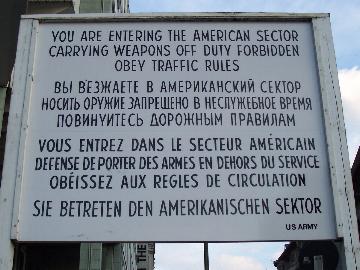 YOU ARE ENTERING THE AMERICAN SECTOR
CARRYING WEAPONS OFF DUTY FORBIDDEN
OBEY TRAFFIC RULES
ВЫ ВЪЕЗЖАЕТЕ В АМЕРИКАНСКИЙ СЕКТОР
НОСИТЬ ОРУЖИЕ ЗАПРЕЩЕНО В НЕСЛУЖЕБНОЕ ВРЕМЯ
ПОВИНУЙТЕСЬ ДОРОЖНЫМ ПРАВИЛАМ
VOUS ENTREZ DANS LE SECTEUR AMÉRICAIN
DÉFENSE DE PORTER DES ARMES EN DEHORS DU SERVICE
OBÉISSEZ AUX RÈGLES DE CIRCULATION
SIE BETRETEN DEN AMERIKANISCHEN SEKTOR
US ARMY